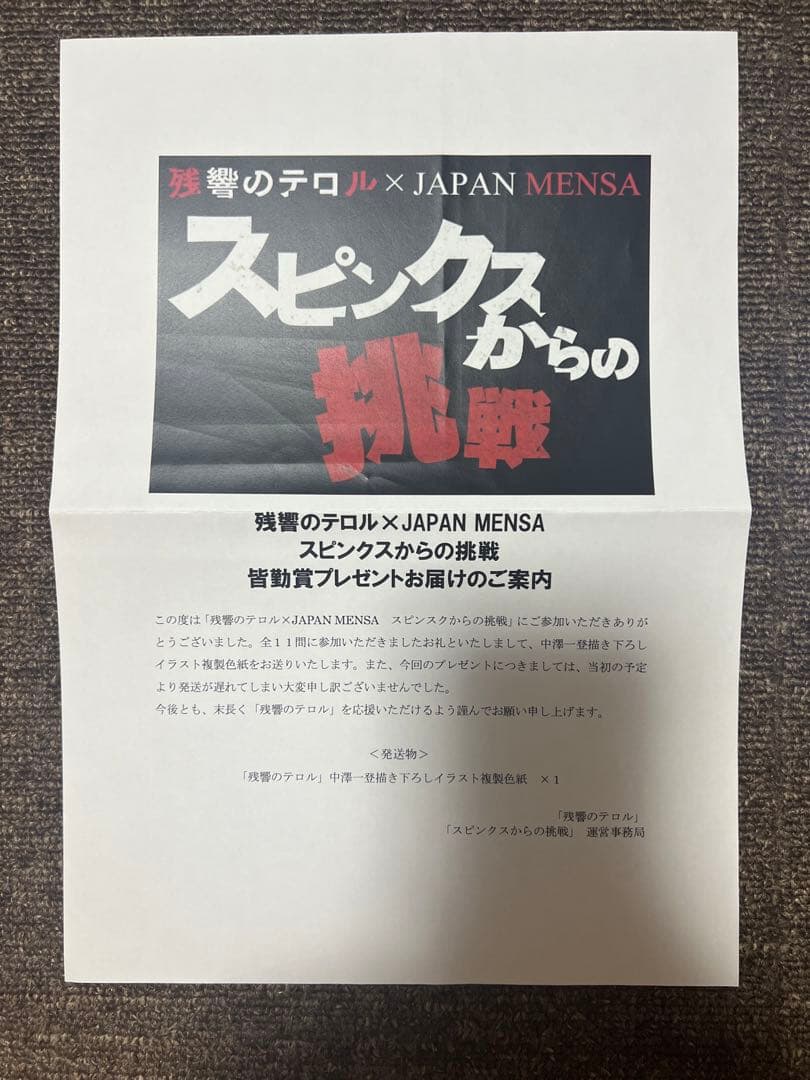 残響のテロル×JAPAN MENSA
スピンクス
からの
挑戦
残響のテロル×JAPAN MENSA
スピンクスからの挑戦
皆勤賞プレゼントお届けのご案内
この度は「残響のテロル×JAPAN MENSA　スピンスクからの挑戦」にご参加いただきありが
とうございました。全１１問に参加いただきましたお礼といたしまして、中澤一登描き下ろし
イラスト複製色紙をお送りいたします。また、今回のプレゼントにつきましては、当初の予定
より発送が遅れてしまい大変申し訳ございませんでした。
今後とも、末長く「残響のテロル」を応援いただけるよう謹んでお願い申し上げます。
＜発送物＞
「残響のテロル」中澤一登描き下ろしイラスト複製色紙　×１
「残響のテロル」
「スピンクスからの挑戦」　運営事務局